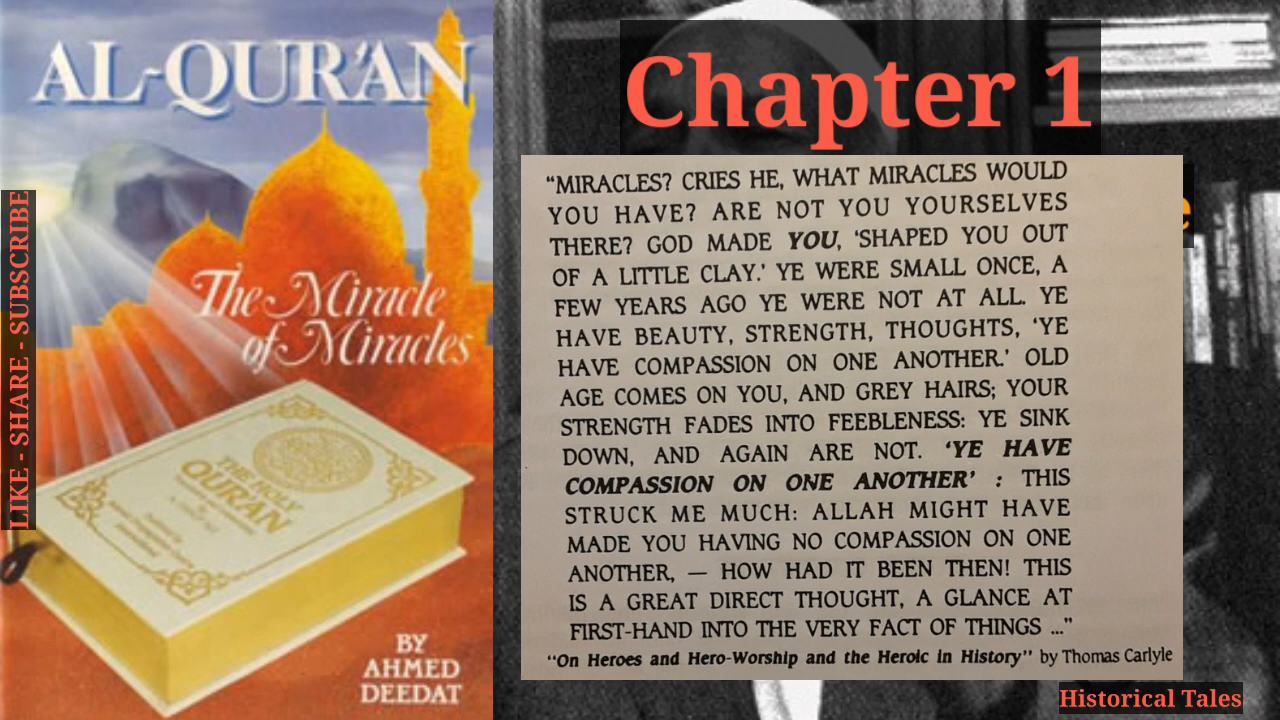 AL-QUR'AN
The Miracle
of Miracles
THE HOLY
QUR'AN
BY
AHMED
DEEDAT
LIKE - SHARE - SUBSCRIBE
Chapter 1
e
“MIRACLES? CRIES HE, WHAT MIRACLES WOULD
YOU HAVE? ARE NOT YOU YOURSELVES
THERE? GOD MADE YOU, ‘SHAPED YOU OUT
OF A LITTLE CLAY.’ YE WERE SMALL ONCE, A
FEW YEARS AGO YE WERE NOT AT ALL. YE
HAVE BEAUTY, STRENGTH, THOUGHTS, ‘YE
HAVE COMPASSION ON ONE ANOTHER.’ OLD
AGE COMES ON YOU, AND GREY HAIRS; YOUR
STRENGTH FADES INTO FEEBLENESS: YE SINK
DOWN, AND AGAIN ARE NOT. ‘YE HAVE
COMPASSION ON ONE ANOTHER’ : THIS
STRUCK ME MUCH: ALLAH MIGHT HAVE
MADE YOU HAVING NO COMPASSION ON ONE
ANOTHER, — HOW HAD IT BEEN THEN! THIS
IS A GREAT DIRECT THOUGHT, A GLANCE AT
FIRST-HAND INTO THE VERY FACT OF THINGS ...”
“On Heroes and Hero-Worship and the Heroic in History” by Thomas Carlyle
Historical Tales